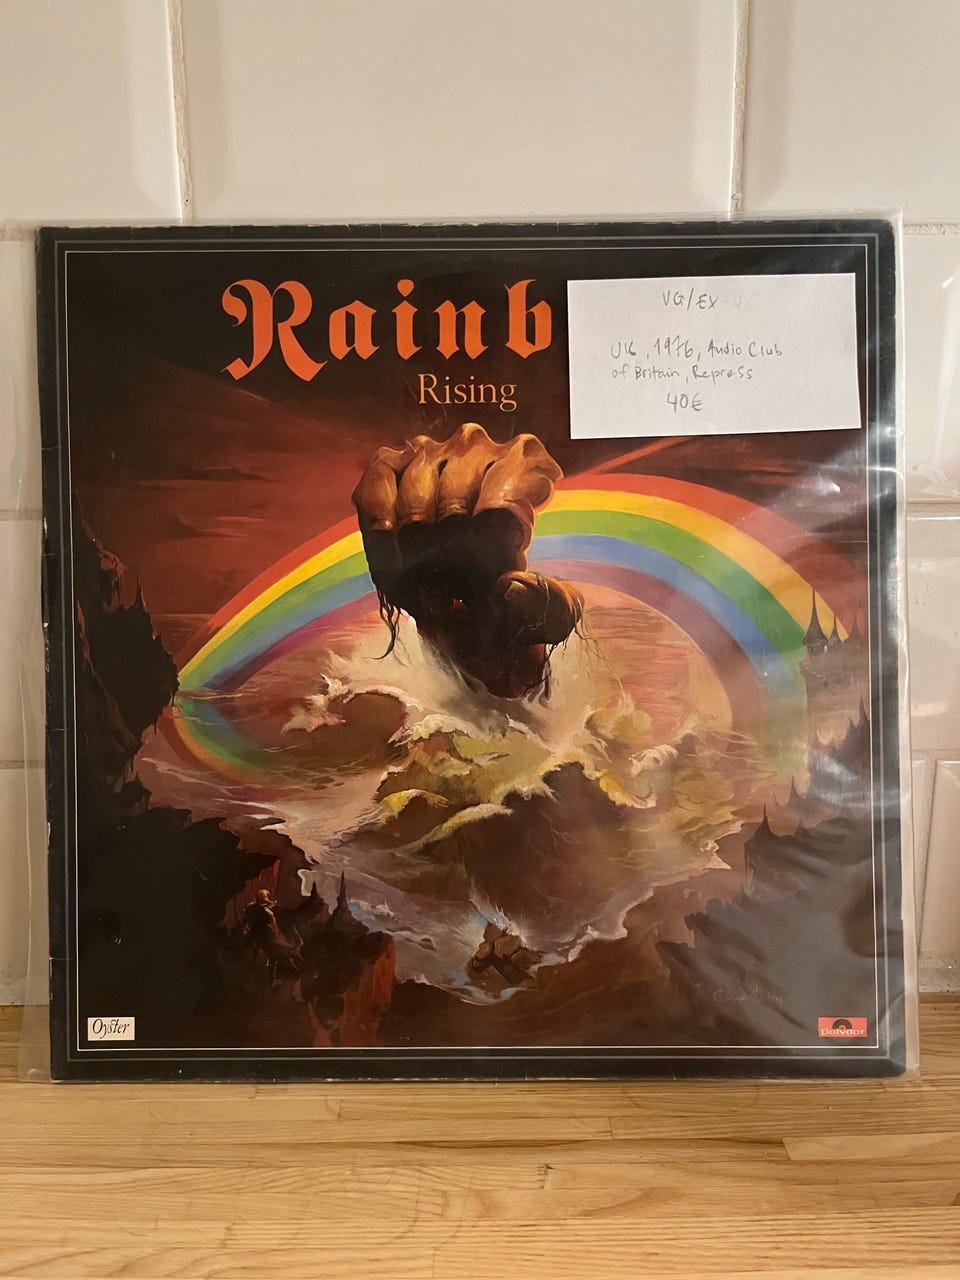 Rainb
Rising
VG/EX
UK, 1976, Audio Club
of Britain, Repress
40€
Oyster
Polydor